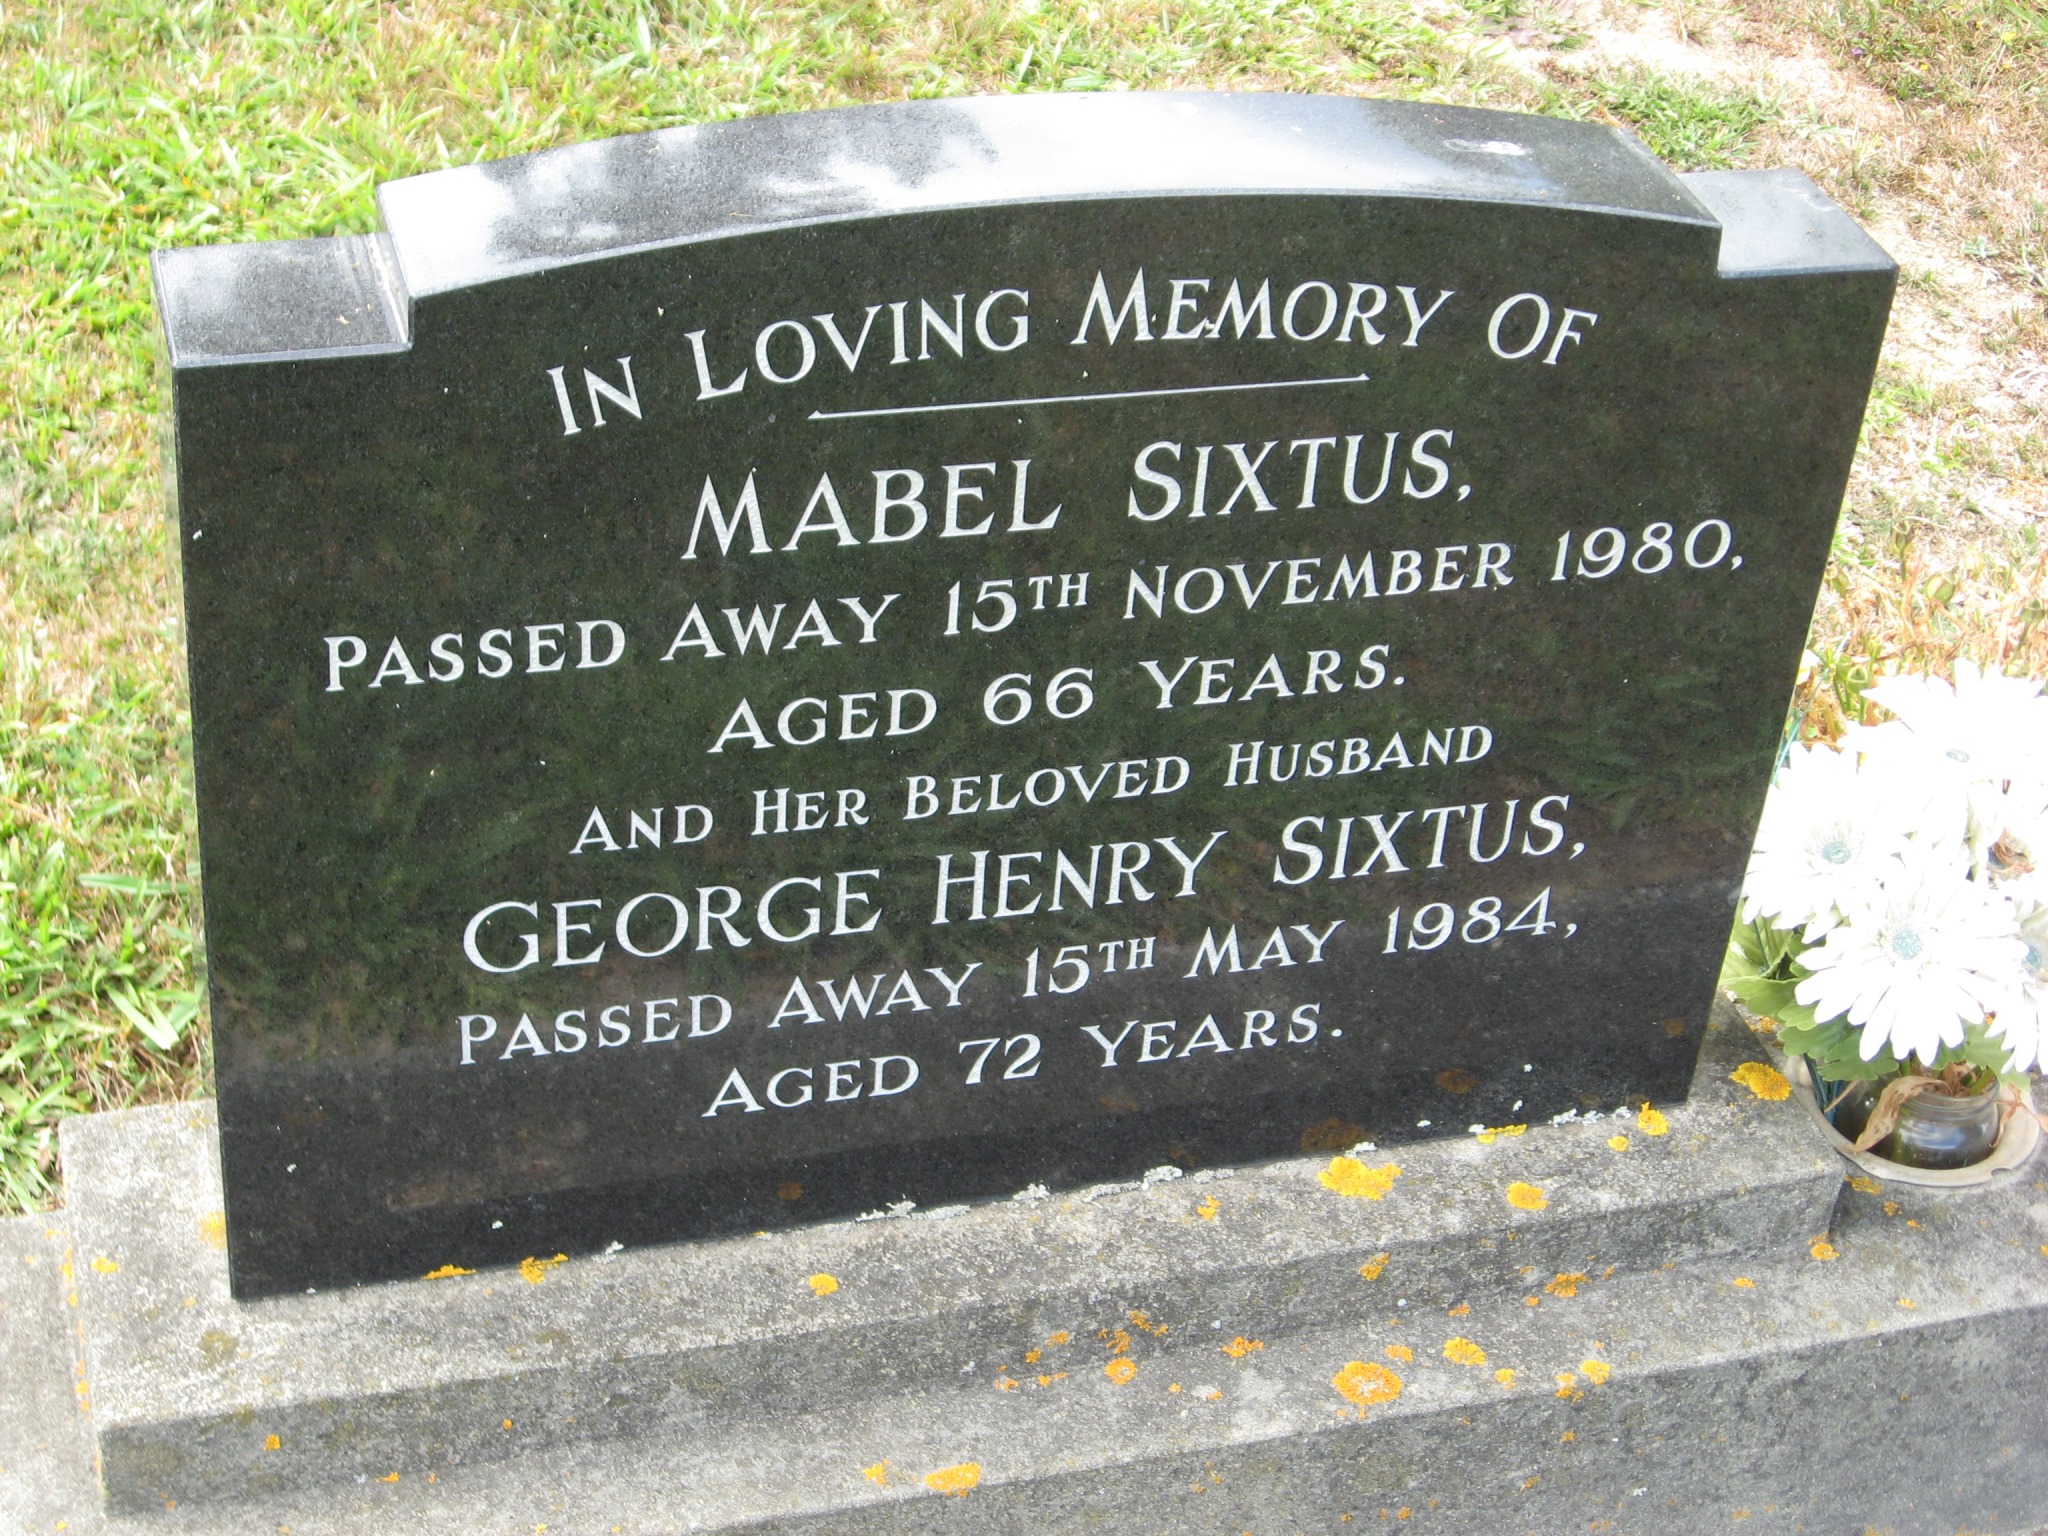 IN LOVING MEMORY OF
MABEL SIXTUS,
PASSED AWAY 15TH NOVEMBER 1980,
AGED 66 YEARS.
AND HER BELOVED HUSBAND
GEORGE HENRY SIXTUS,
PASSED AWAY 15TH MAY 1984,
AGED 72 YEARS.